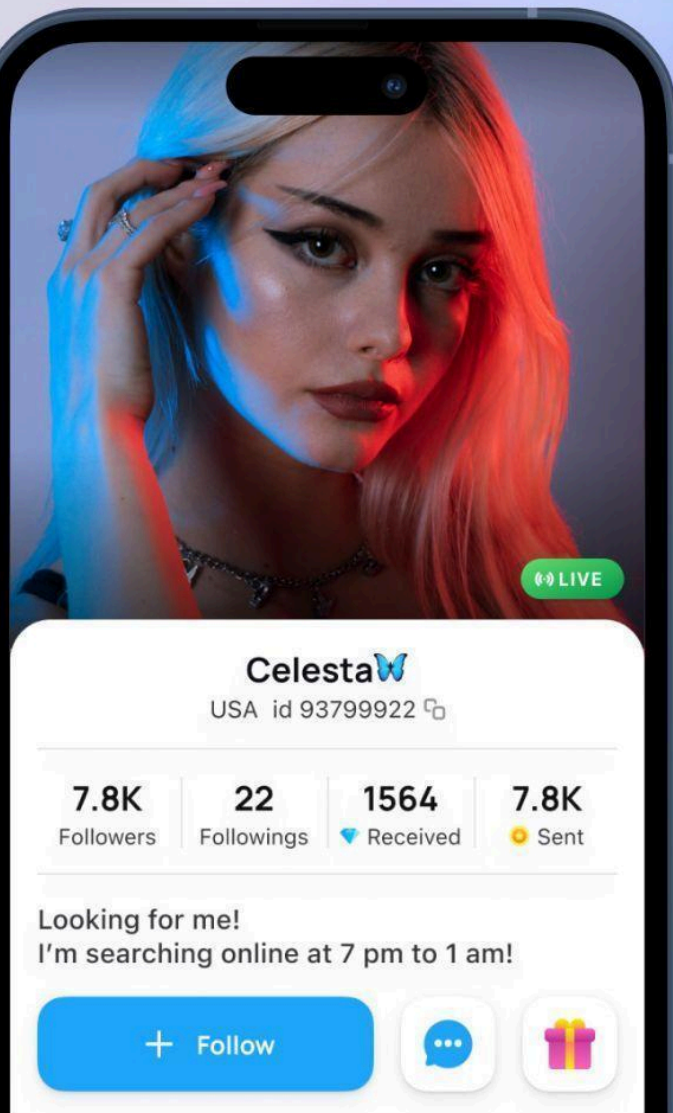 LIVE
Celesta🦋
USA id 93799922
7.8K 22 1564 7.8K
Followers Followings 💎 Received Sent
Looking for me!
I'm searching online at 7 pm to 1 am!
+ Follow